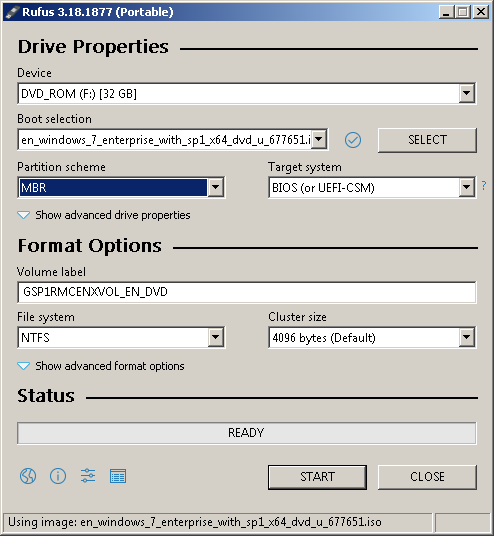 Rufus 3.18.1877 (Portable)
Drive Properties
Device
DVD_ROM (F:) [32 GB]
Boot selection
en_windows_7_enterprise_with_sp1_x64_dvd_u_677651.i
SELECT
Partition scheme Target system
MBR BIOS (or UEFI-CSM) ?
Show advanced drive properties
Format Options
Volume label
GSP1RMCENXVOL_EN_DVD
File system Cluster size
NTFS 4096 bytes (Default)
Show advanced format options
Status
READY
START CLOSE
Using image: en_windows_7_enterprise_with_sp1_x64_dvd_u_677651.iso